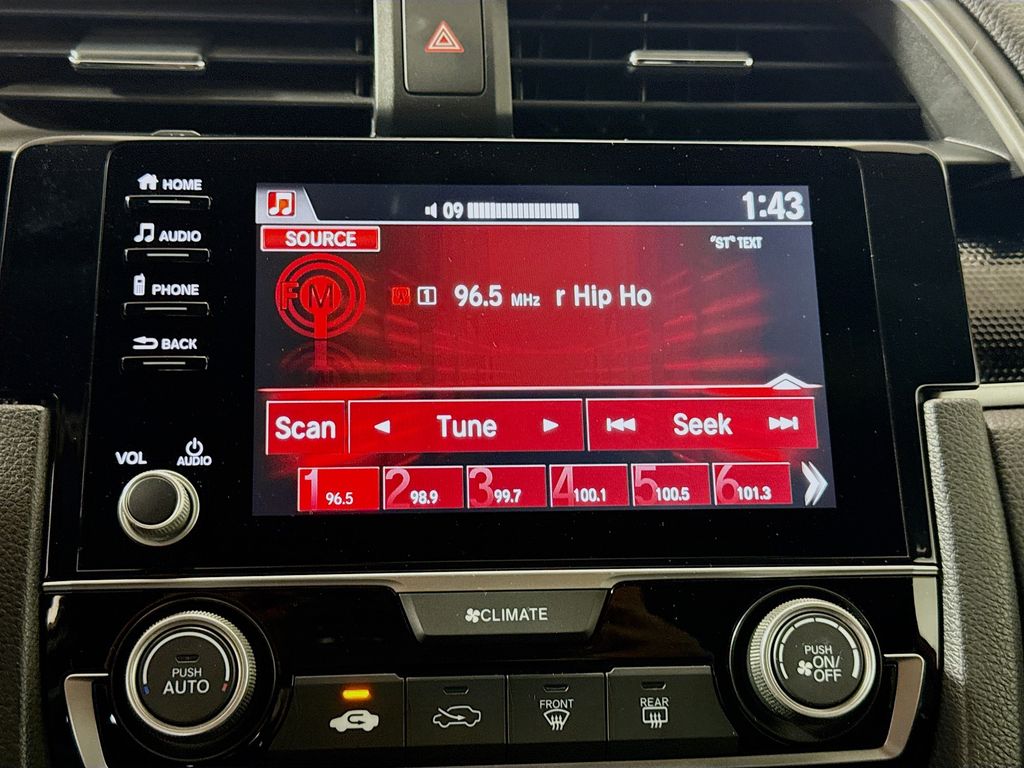 HOME
AUDIO
PHONE
BACK
VOL
AUDIO
09
1:43
SOURCE
"ST" TEXT
FM
1 96.5 MHz r Hip Ho
Scan
Tune
Seek
1 96.5
2 98.9
3 99.7
4 100.1
5 100.5
6 101.3
CLIMATE
PUSH
AUTO
FRONT
REAR
PUSH
ON/
OFF